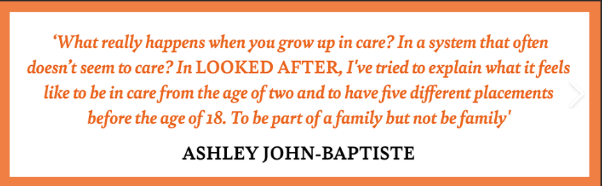 ‘What really happens when you grow up in care? In a system that often
doesn’t seem to care? In LOOKED AFTER, I've tried to explain what it feels
like to be in care from the age of two and to have five different placements
before the age of 18. To be part of a family but not be family'
ASHLEY JOHN-BAPTISTE